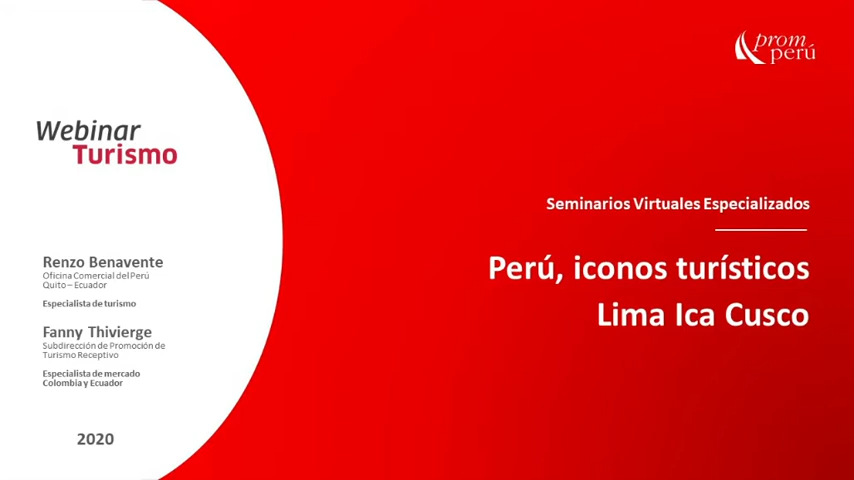 Webinar
Turismo
Renzo Benavente
Oficina Comercial del Perú
Quito – Ecuador
Especialista de turismo
Fanny Thivierge
Subdirección de Promoción de
Turismo Receptivo
Especialista de mercado
Colombia y Ecuador
2020
prom
perú
Seminarios Virtuales Especializados
Perú, iconos turísticos
Lima Ica Cusco